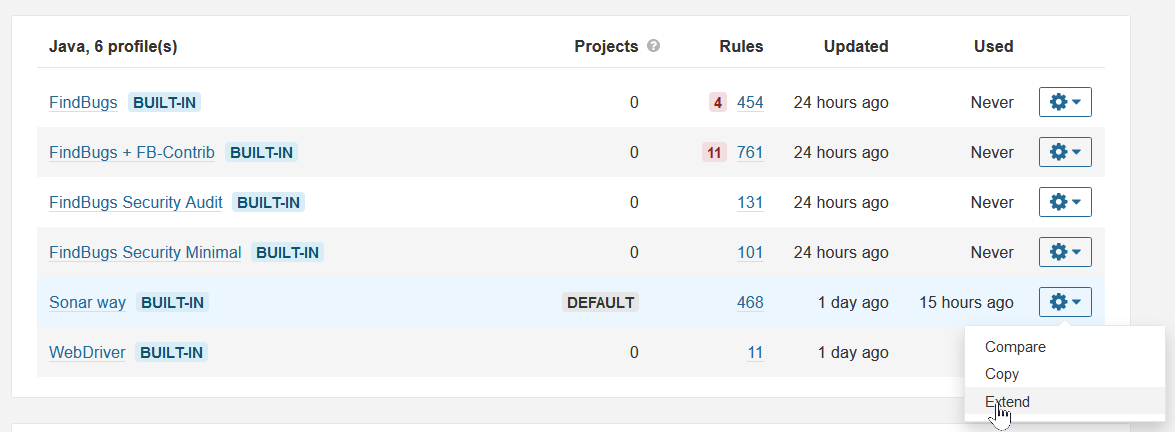 Java, 6 profile(s) Projects ? Rules Updated Used
FindBugs BUILT-IN 0 4 454 24 hours ago Never
FindBugs + FB-Contrib BUILT-IN 0 11 761 24 hours ago Never
FindBugs Security Audit BUILT-IN 0 131 24 hours ago Never
FindBugs Security Minimal BUILT-IN 0 101 24 hours ago Never
Sonar way BUILT-IN DEFAULT 468 1 day ago 15 hours ago
WebDriver BUILT-IN 0 11 1 day ago
Compare
Copy
Extend